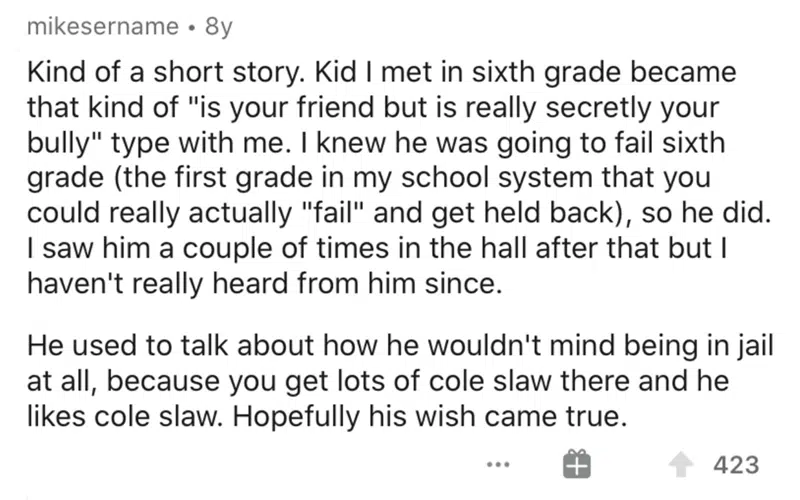 mikesername • 8y
Kind of a short story. Kid I met in sixth grade became
that kind of "is your friend but is really secretly your
bully" type with me. I knew he was going to fail sixth
grade (the first grade in my school system that you
could really actually "fail" and get held back), so he did.
I saw him a couple of times in the hall after that but I
haven't really heard from him since.
He used to talk about how he wouldn't mind being in jail
at all, because you get lots of cole slaw there and he
likes cole slaw. Hopefully his wish came true.
423